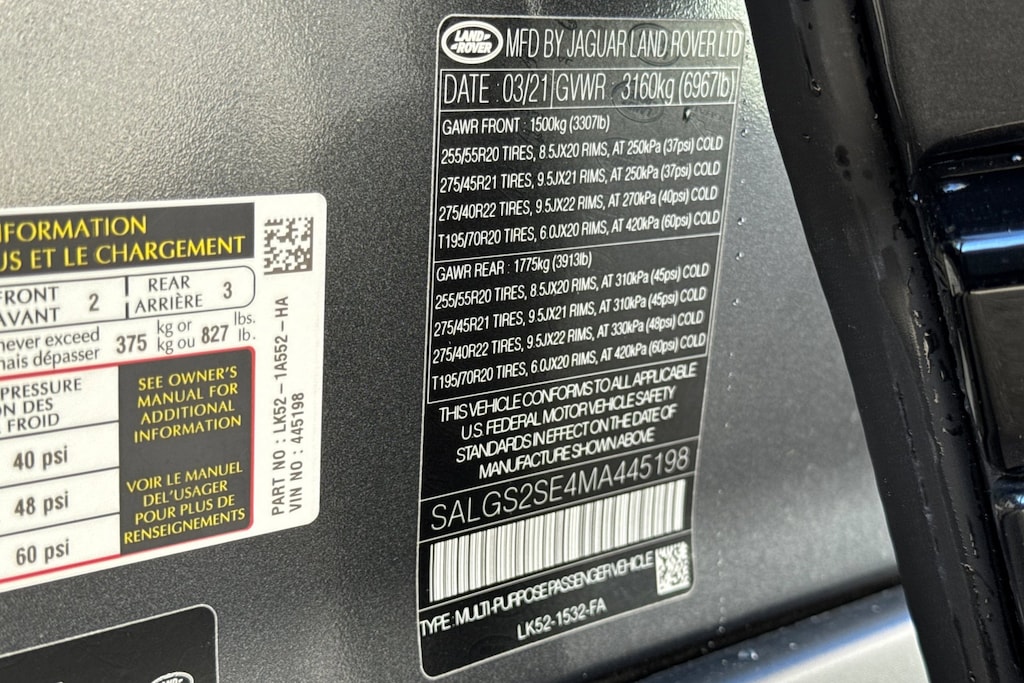 INFORMATION
US ET LE CHARGEMENT
FRONT
AVANT 2
REAR
ARRIÈRE 3
never exceed
mais dépasser 375 kg or
kg ou 827 lbs.
lb.
PRESSURE
ON DES
FROID
40 psi
48 psi
60 psi
SEE OWNER'S
MANUAL FOR
ADDITIONAL
INFORMATION
VOIR LE MANUEL
DEL'USAGER
POUR PLUS DE
RENSEIGNEMENTS
PART NO : LK52-1A552-HA
VIN NO : 445198
LAND
ROVER
LAND ROVER MFD BY JAGUAR LAND ROVER LTD
DATE : 03/21 GVWR : 3160kg (6967lb)
GAWR FRONT : 1500kg (3307lb)
255/55R20 TIRES, 8.5JX20 RIMS, AT 250kPa (37psi) COLD
275/45R21 TIRES, 9.5JX21 RIMS, AT 250kPa (37psi) COLD
275/40R22 TIRES, 9.5JX22 RIMS, AT 270kPa (40psi) COLD
T195/70R20 TIRES, 6.0JX20 RIMS, AT 420kPa (60psi) COLD
GAWR REAR : 1775kg (3913lb)
255/55R20 TIRES, 8.5JX20 RIMS, AT 310kPa (45psi) COLD
275/45R21 TIRES, 9.5JX21 RIMS, AT 310kPa (45psi) COLD
275/40R22 TIRES, 9.5JX22 RIMS, AT 330kPa (48psi) COLD
T195/70R20 TIRES, 6.0JX20 RIMS, AT 420kPa (60psi) COLD
THIS VEHICLE CONFORMS TO ALL APPLICABLE
U.S. FEDERAL MOTOR VEHICLE SAFETY
STANDARDS IN EFFECT ON THE DATE OF
MANUFACTURE SHOWN ABOVE
SALGS2SE4MA445198
TYPE : MULTI-PURPOSE PASSENGER VEHICLE
LK52-1532-FA